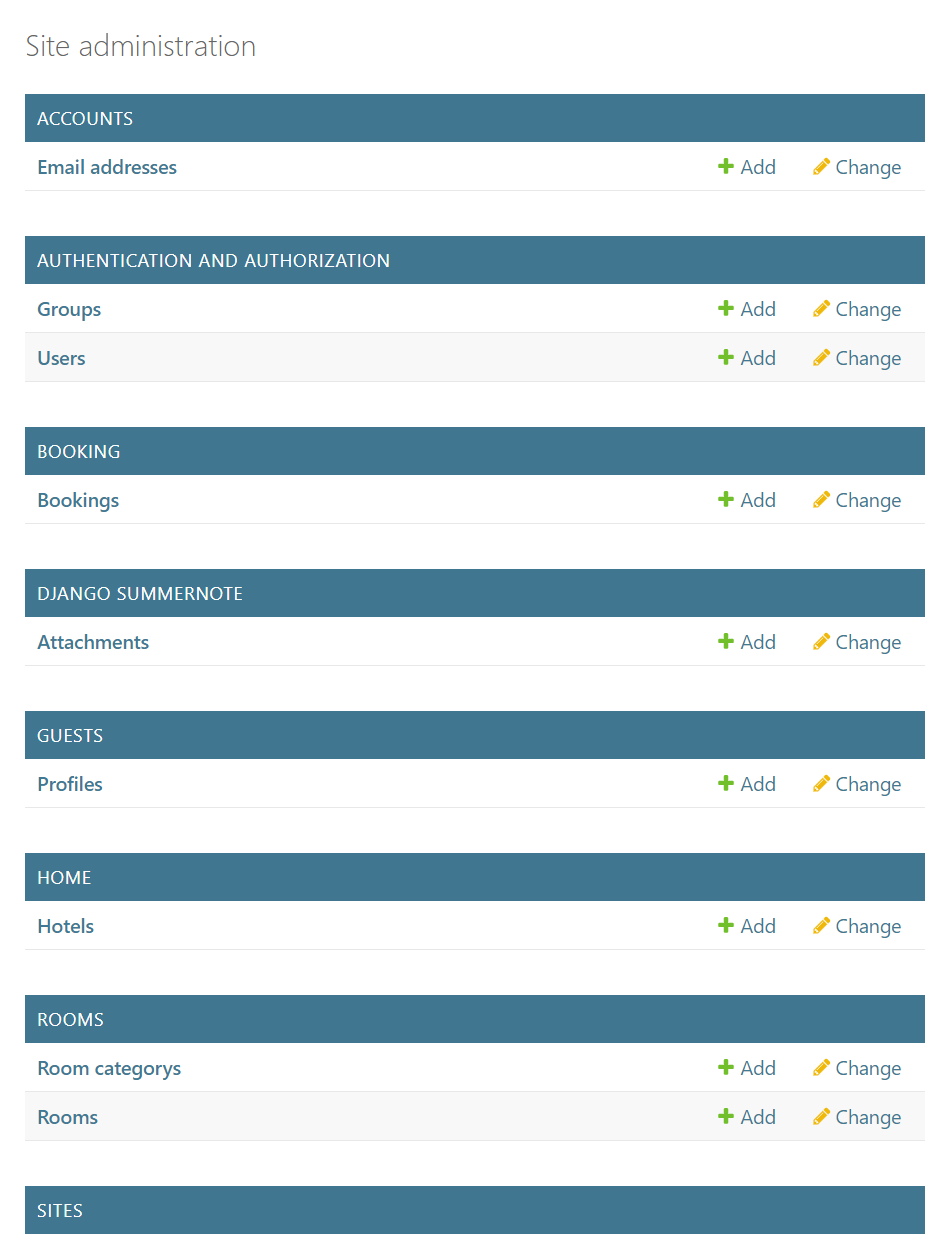 Site administration
ACCOUNTS
Email addresses Add Change
AUTHENTICATION AND AUTHORIZATION
Groups Add Change
Users Add Change
BOOKING
Bookings Add Change
DJANGO SUMMERNOTE
Attachments Add Change
GUESTS
Profiles Add Change
HOME
Hotels Add Change
ROOMS
Room categorys Add Change
Rooms Add Change
SITES